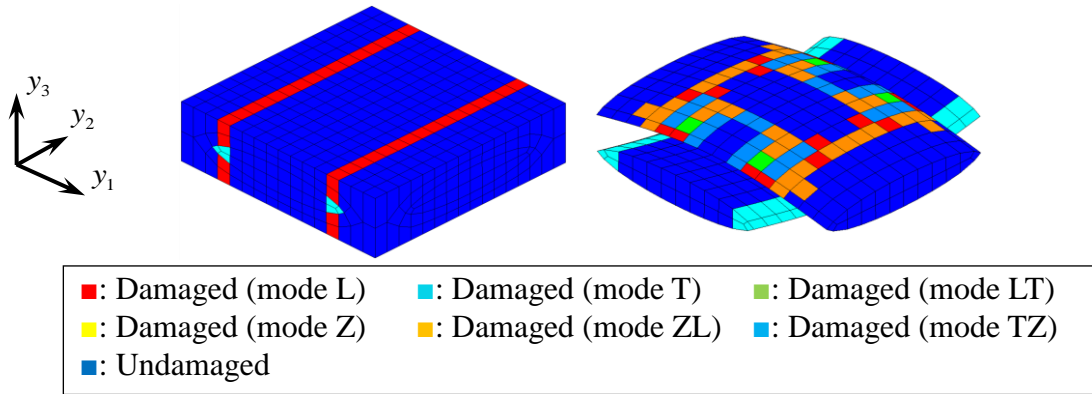 y₃
y₂
y₁
■: Damaged (mode L) ■: Damaged (mode T) ■: Damaged (mode LT)
■: Damaged (mode Z) ■: Damaged (mode ZL) ■: Damaged (mode TZ)
■: Undamaged